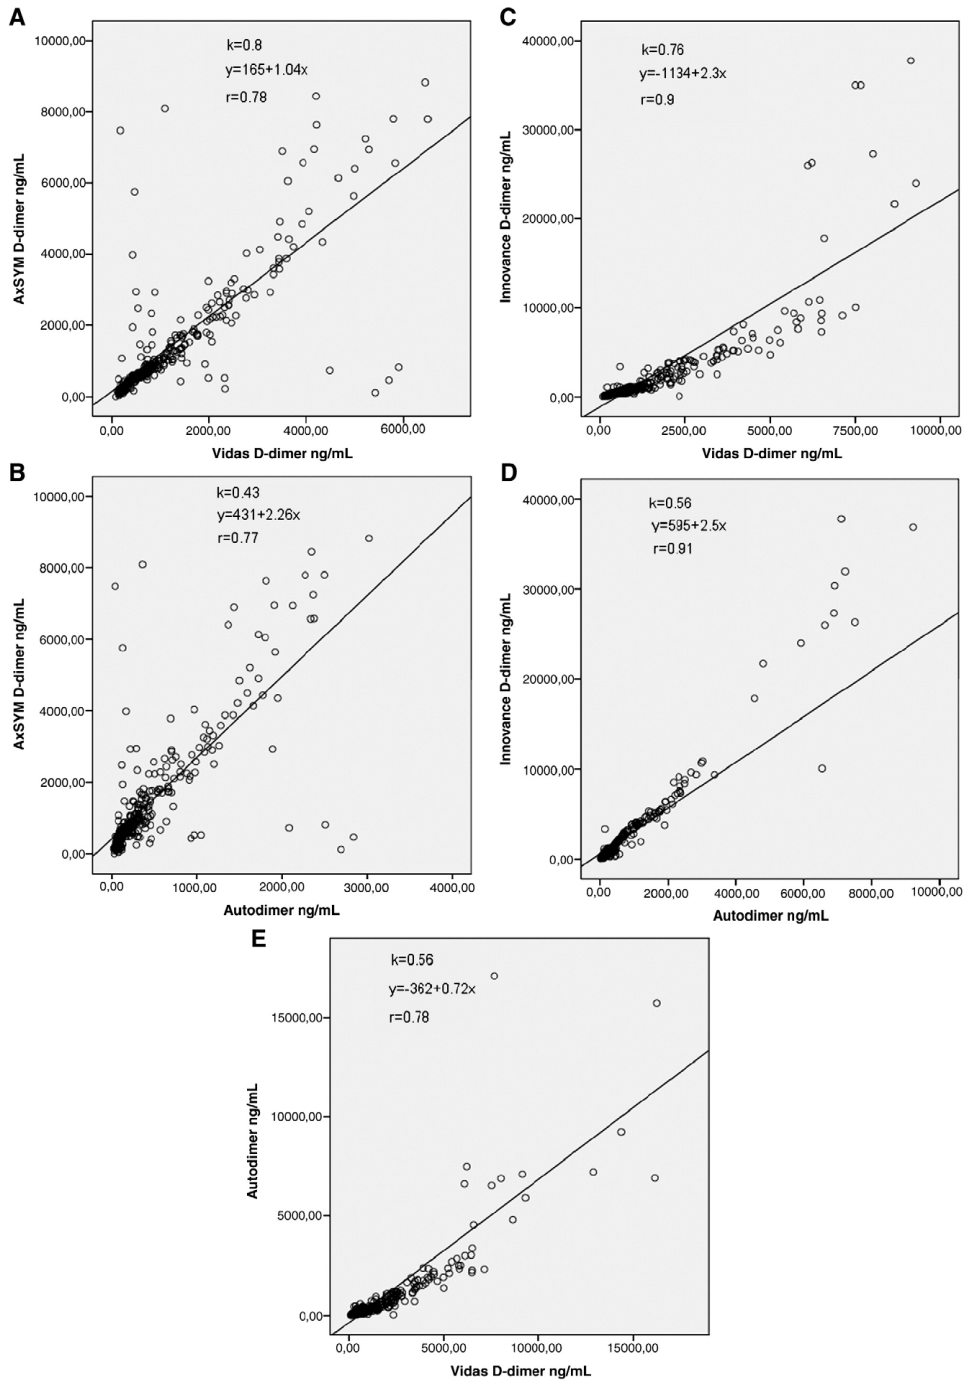 A
k=0.8
y=165+1.04x
r=0.78
10000,00
8000,00
6000,00
4000,00
2000,00
0,00
AxSYM D-dimer ng/mL
0,00 2000,00 4000,00 6000,00
Vidas D-dimer ng/mL
C
k=0.76
y=-1134+2.3x
r=0.9
40000,00
30000,00
20000,00
10000,00
0,00
Innovance D-dimer ng/mL
0,00 2500,00 5000,00 7500,00 10000,00
Vidas D-dimer ng/mL
B
k=0.43
y=431+2.26x
r=0.77
10000,00
8000,00
6000,00
4000,00
2000,00
0,00
AxSYM D-dimer ng/mL
0,00 1000,00 2000,00 3000,00 4000,00
Autodimer ng/mL
D
k=0.56
y=595+2.5x
r=0.91
40000,00
30000,00
20000,00
10000,00
0,00
Innovance D-dimer ng/mL
0,00 2000,00 4000,00 6000,00 8000,00 10000,00
Autodimer ng/mL
E
k=0.56
y=-362+0.72x
r=0.78
15000,00
10000,00
5000,00
0,00
Autodimer ng/mL
0,00 5000,00 10000,00 15000,00
Vidas D-dimer ng/mL